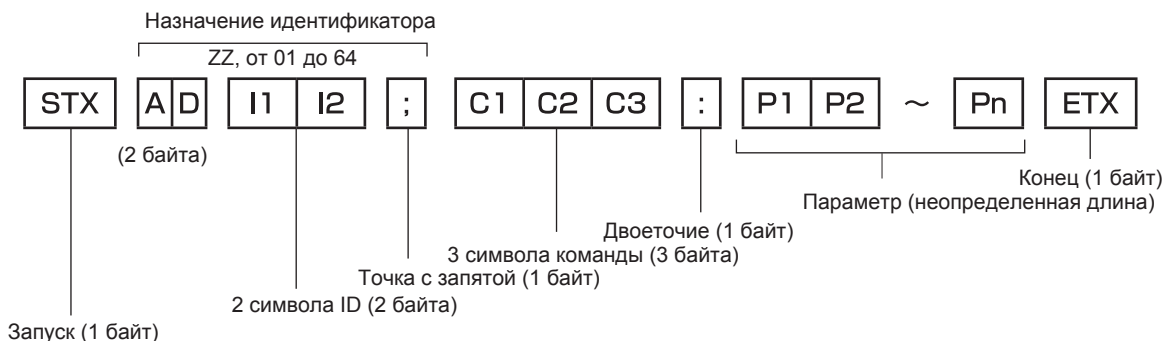 Назначение идентификатора
ZZ, от 01 до 64
STX A D I1 I2 ; C1 C2 C3 : P1 P2 ~ Pn ETX
(2 байта)
Конец (1 байт)
Параметр (неопределенная длина)
Двоеточие (1 байт)
3 символа команды (3 байта)
Точка с запятой (1 байт)
2 символа ID (2 байта)
Запуск (1 байт)